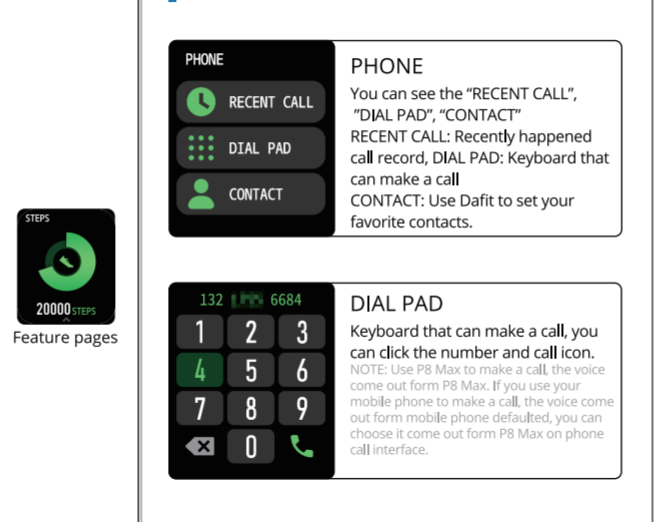 STEPS
20000 STEPS
Feature pages
PHONE
RECENT CALL
DIAL PAD
CONTACT
PHONE
You can see the “RECENT CALL”,
”DIAL PAD”, “CONTACT”
RECENT CALL: Recently happened
call record, DIAL PAD: Keyboard that
can make a call
CONTACT: Use Dafit to set your
favorite contacts.
132 6684
1 2 3
4 5 6
7 8 9
0
DIAL PAD
Keyboard that can make a call, you
can click the number and call icon.
NOTE: Use P8 Max to make a call, the voice
come out form P8 Max. If you use your
mobile phone to make a call, the voice come
out form mobile phone defaulted, you can
choose it come out form P8 Max on phone
call interface.